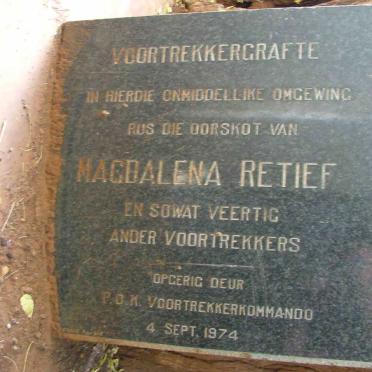 VOORTREKKERGRAFTE
IN HIERDIE ONMIDDELLIKE OMGEWING
RUS DIE OORSKOT VAN
MAGDALENA RETIEF
EN SOWAT VEERTIG
ANDER VOORTREKKERS
OPGERIG DEUR
P.O.K. VOORTREKKERKOMMANDO
4 SEPT. 1974